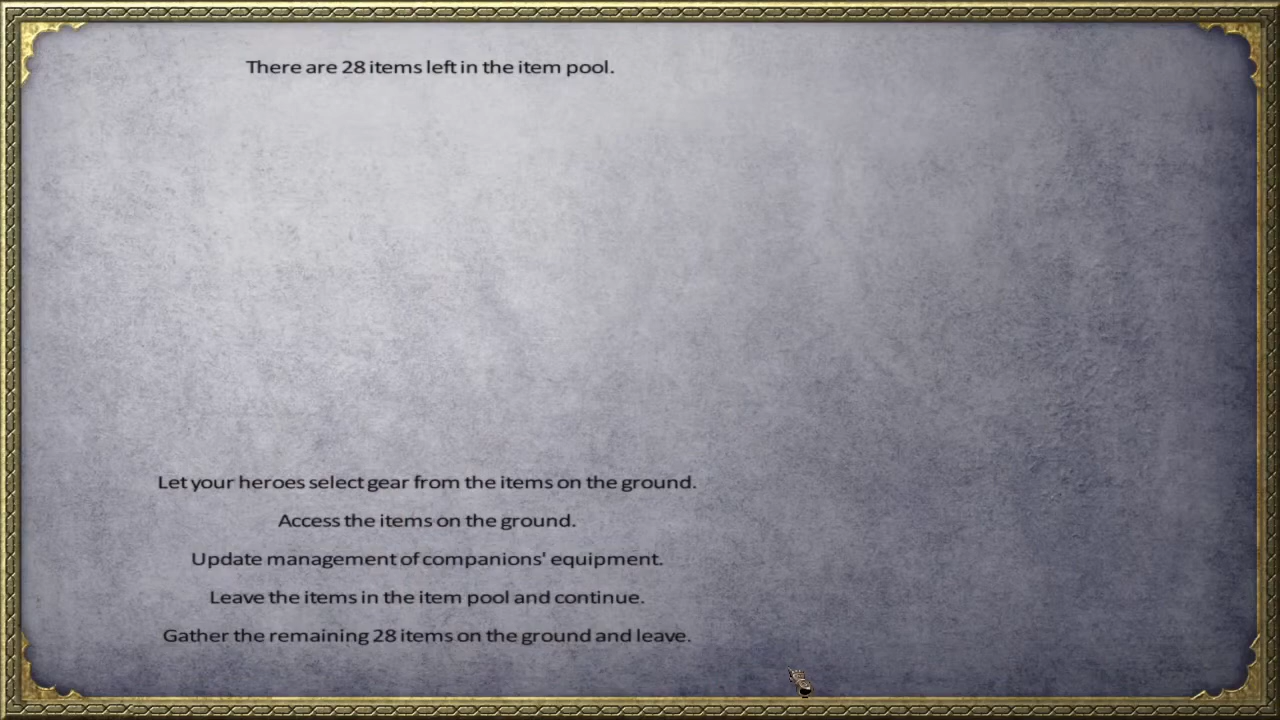 There are 28 items left in the item pool.
Let your heroes select gear from the items on the ground.
Access the items on the ground.
Update management of companions' equipment.
Leave the items in the item pool and continue.
Gather the remaining 28 items on the ground and leave.